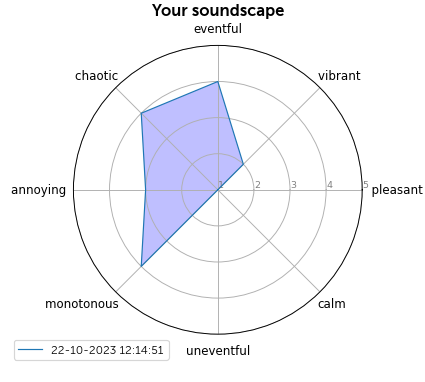 Your soundscape
eventful
chaotic
vibrant
annoying
1
2
3
4
5
pleasant
monotonous
calm
uneventful
22-10-2023 12:14:51